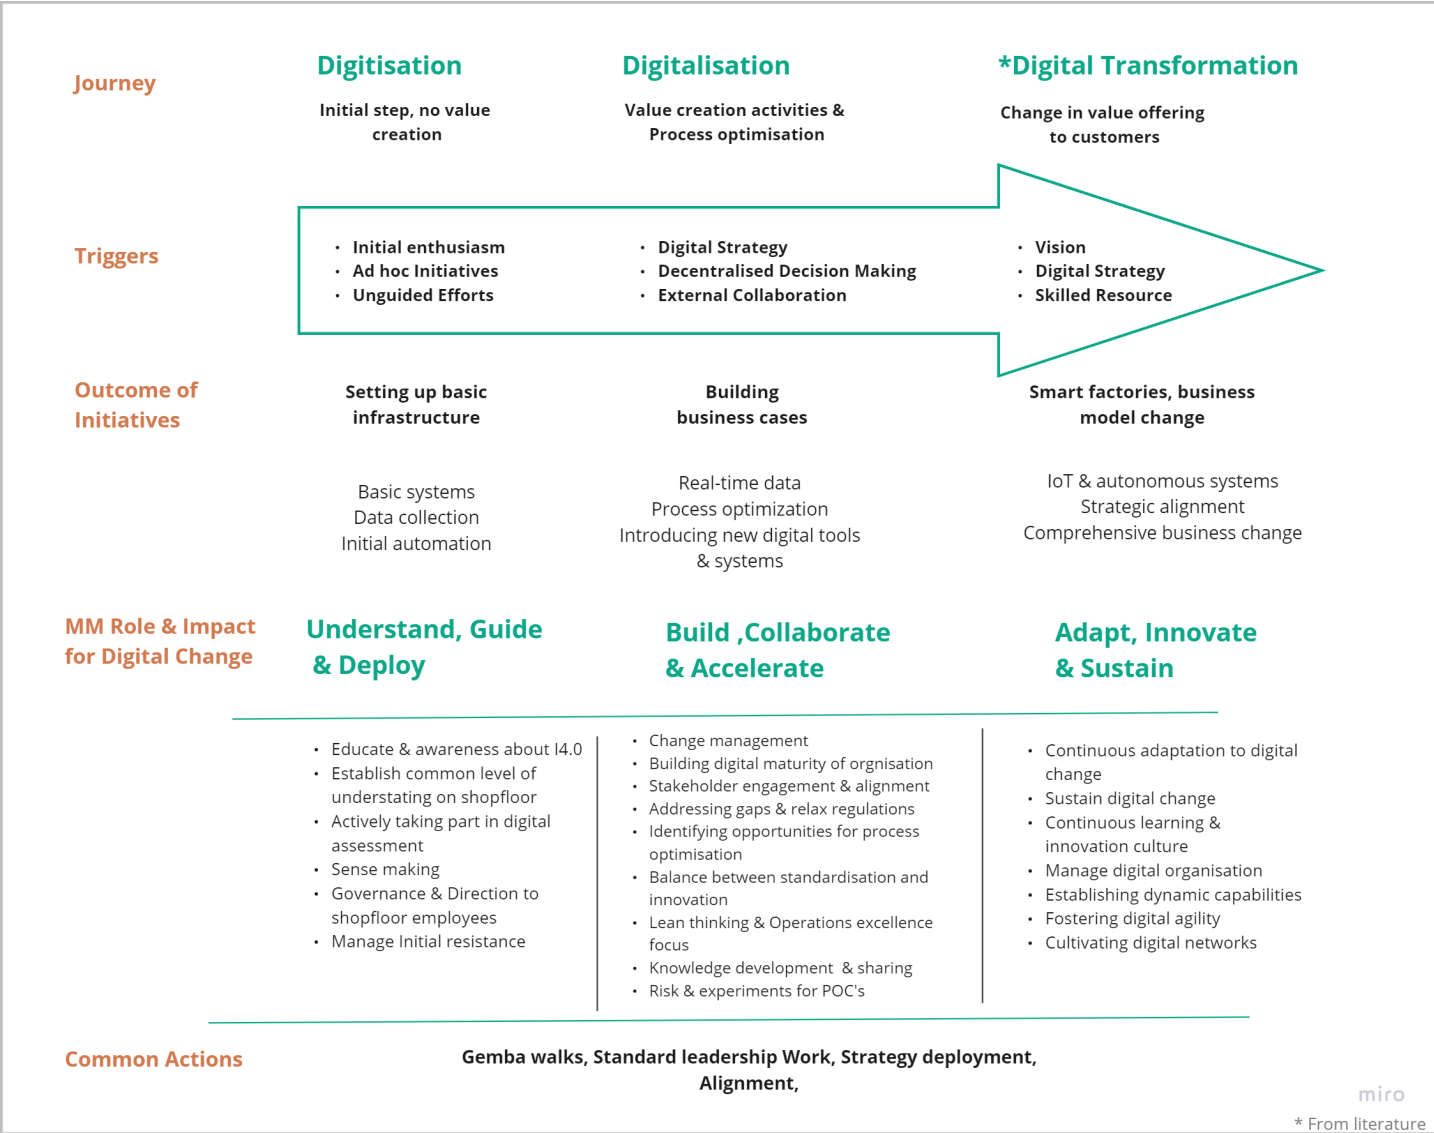 Journey
Digitisation
Initial step, no value
creation
Digitalisation
Value creation activities &
Process optimisation
*Digital Transformation
Change in value offering
to customers
Triggers
• Initial enthusiasm
• Ad hoc Initiatives
• Unguided Efforts
• Digital Strategy
• Decentralised Decision Making
• External Collaboration
• Vision
• Digital Strategy
• Skilled Resource
Outcome of
Initiatives
Setting up basic
infrastructure
Building
business cases
Smart factories, business
model change
Basic systems
Data collection
Initial automation
Real-time data
Process optimization
Introducing new digital tools
& systems
IoT & autonomous systems
Strategic alignment
Comprehensive business change
MM Role & Impact
for Digital Change
Understand, Guide
& Deploy
Build ,Collaborate
& Accelerate
Adapt, Innovate
& Sustain
• Educate & awareness about I4.0
• Establish common level of
understating on shopfloor
• Actively taking part in digital
assessment
• Sense making
• Governance & Direction to
shopfloor employees
• Manage Initial resistance
• Change management
• Building digital maturity of orgnisation
• Stakeholder engagement & alignment
• Addressing gaps & relax regulations
• Identifying opportunities for process
optimisation
• Balance between standardisation and
innovation
• Lean thinking & Operations excellence
focus
• Knowledge development & sharing
• Risk & experiments for POC's
• Continuous adaptation to digital
change
• Sustain digital change
• Continuous learning &
innovation culture
• Manage digital organisation
• Establishing dynamic capabilities
• Fostering digital agility
• Cultivating digital networks
Common Actions
Gemba walks, Standard leadership Work, Strategy deployment,
Alignment,
miro
* From literature